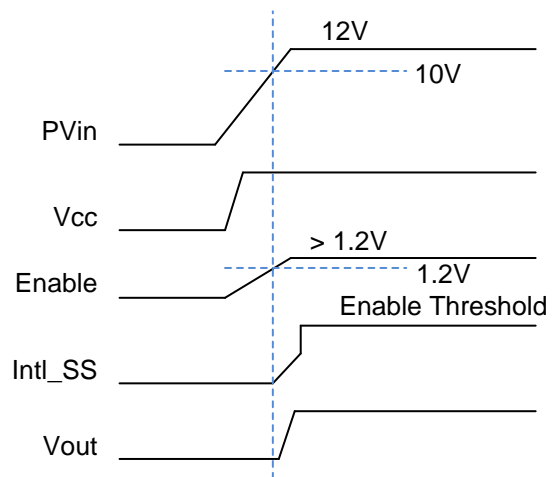 12V
10V
PVin
Vcc
> 1.2V
1.2V
Enable
Enable Threshold
Intl_SS
Vout